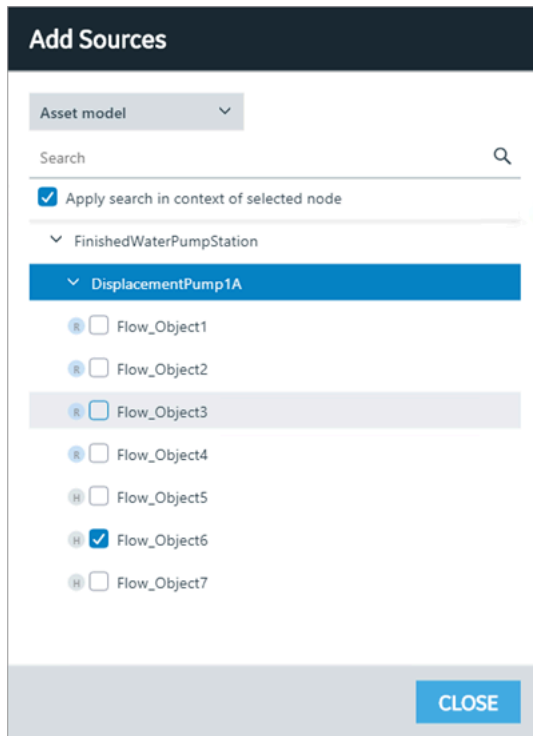 Add Sources
Asset model
Search
Apply search in context of selected node
FinishedWaterPumpStation
DisplacementPump1A
R Flow_Object1
R Flow_Object2
R Flow_Object3
R Flow_Object4
H Flow_Object5
H Flow_Object6
H Flow_Object7
CLOSE